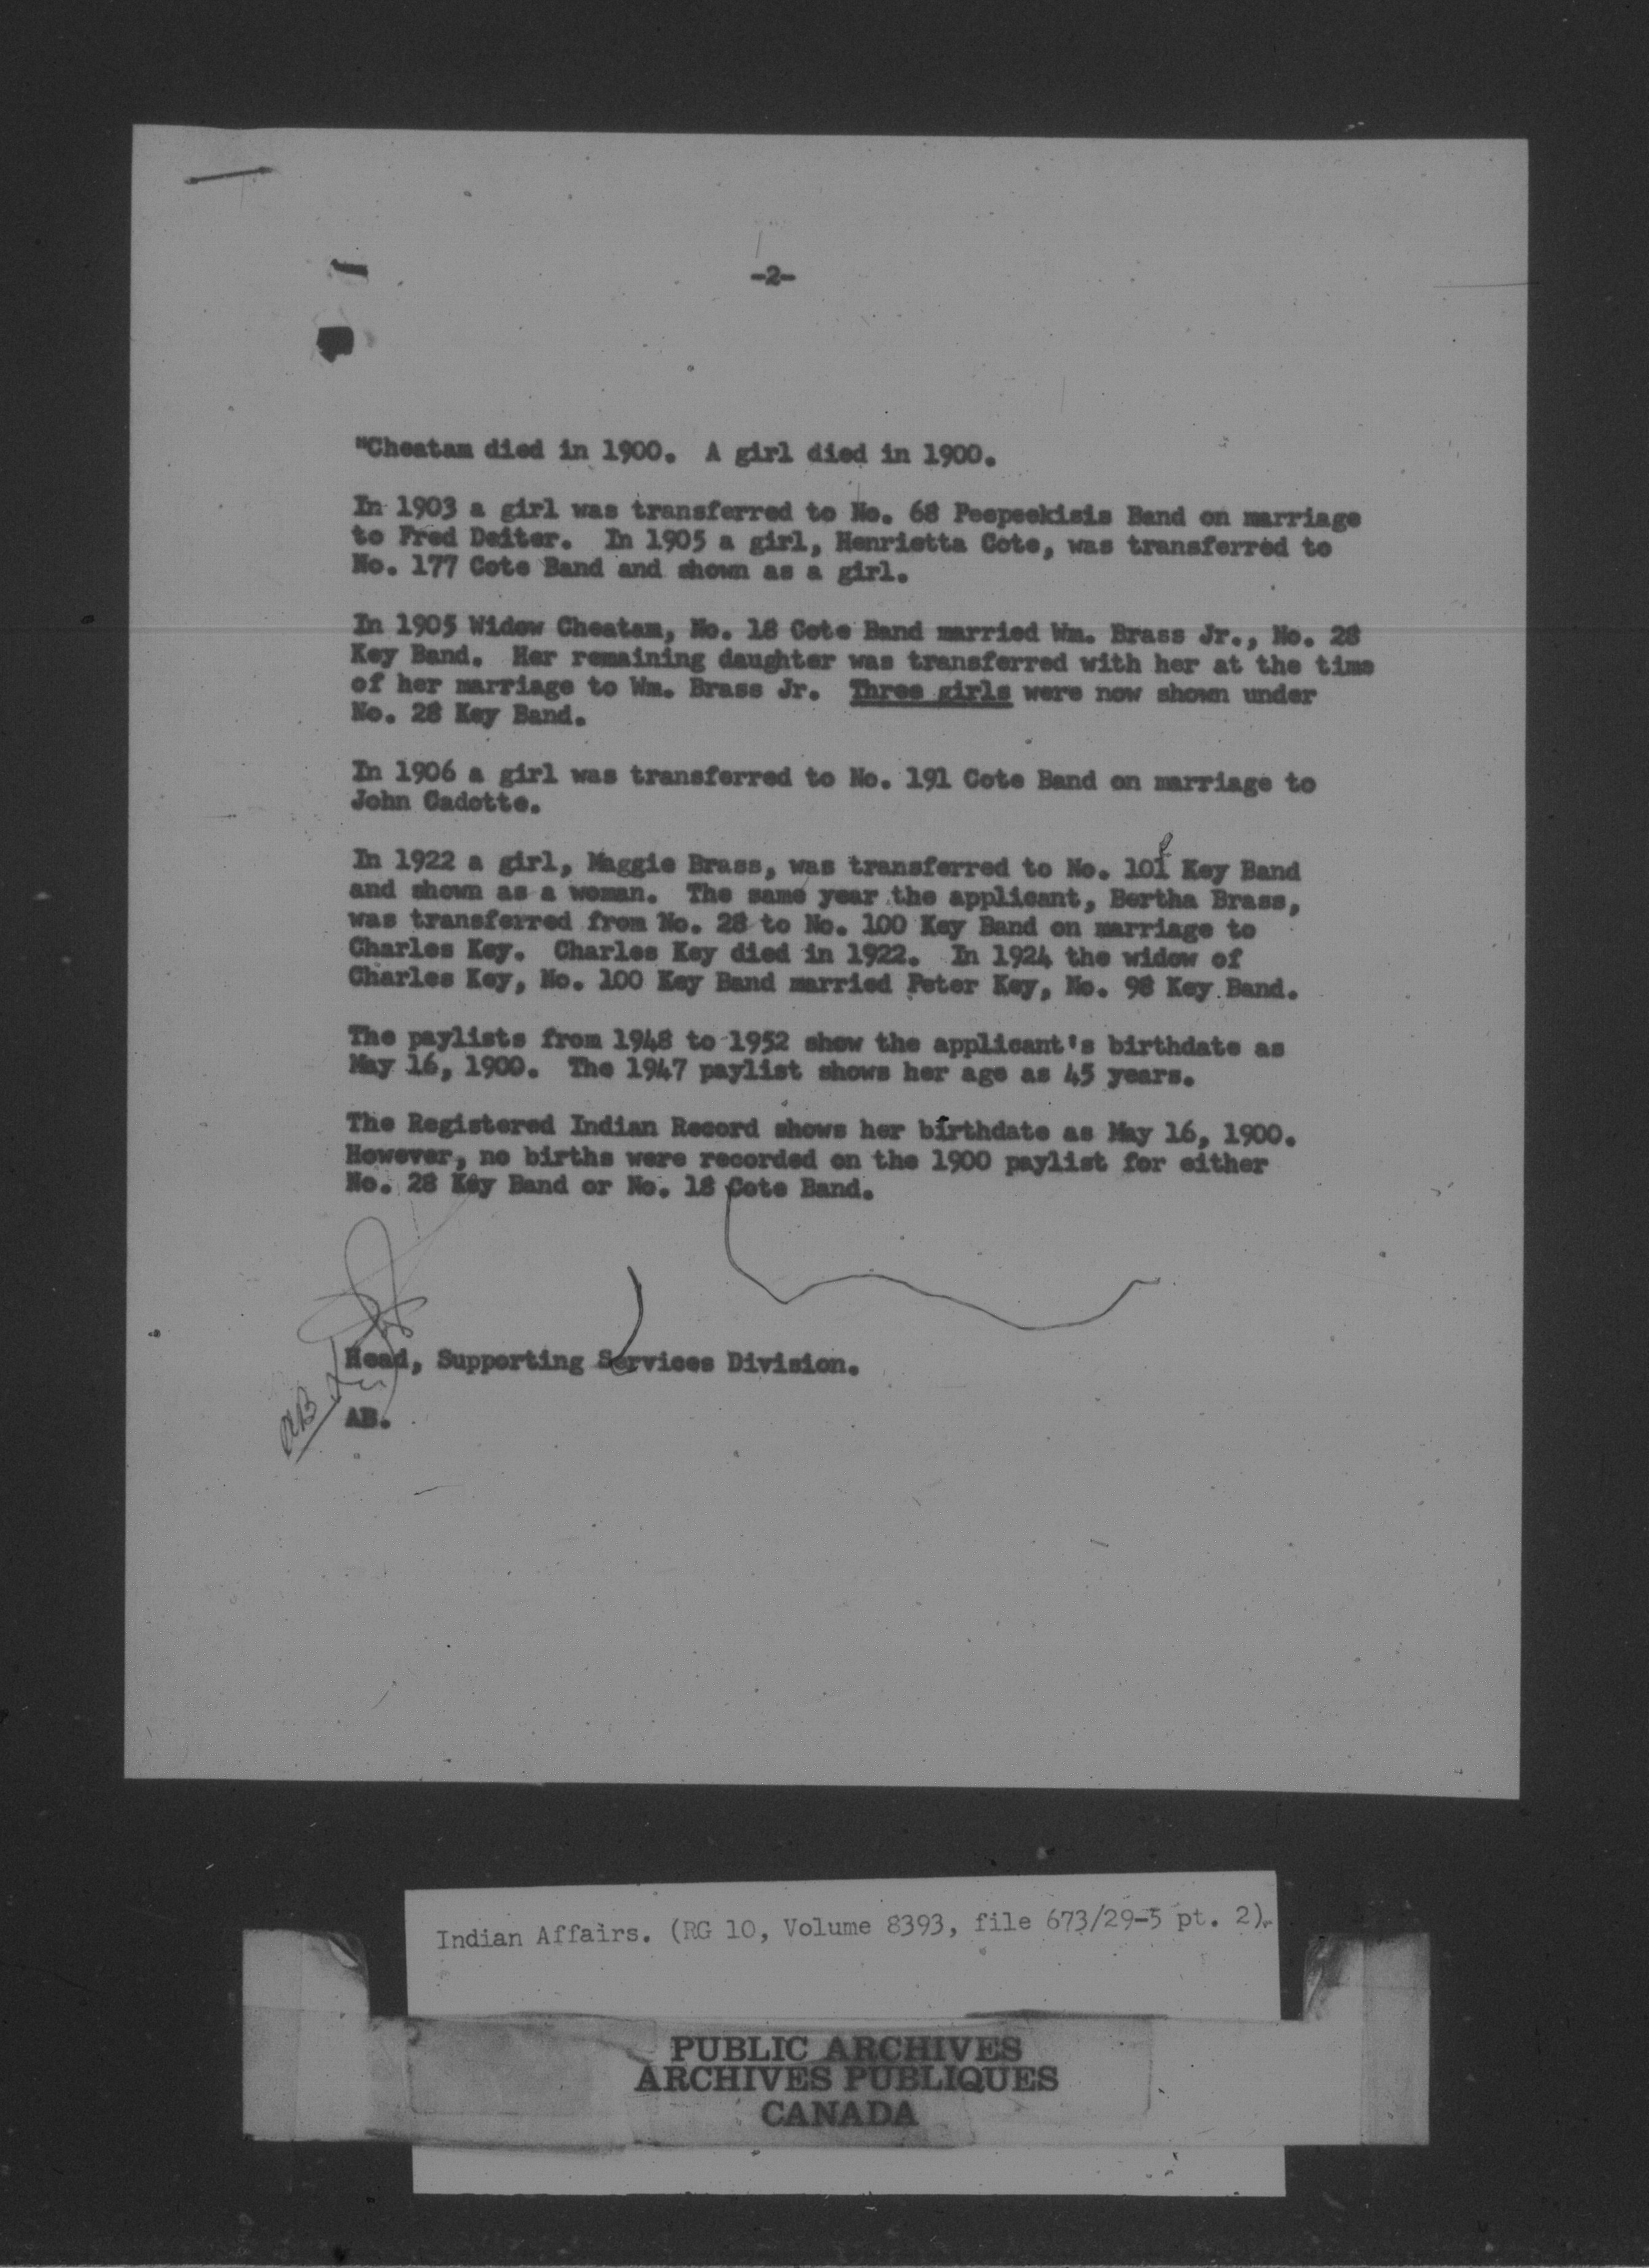 -2-
"Cheatam died in 1900. A girl died in 1900.
In 1903 a girl was transferred to No. 68 Peepeekisis Band on marriage
to Fred Deiter. In 1905 a girl, Henrietta Cote, was transferred to
No. 177 Cote Band and shown as a girl.
In 1905 Widow Cheatam, No. 18 Cote Band married Wm. Brass Jr., No. 28
Key Band. Her remaining daughter was transferred with her at the time
of her marriage to Wm. Brass Jr. Three girls were now shown under
No. 28 Key Band.
In 1906 a girl was transferred to No. 191 Cote Band on marriage to
John Cadotte.
In 1922 a girl, Maggie Brass, was transferred to No. 101 Key Band
and shown as a woman. The same year the applicant, Bertha Brass,
was transferred from No. 28 to No. 100 Key Band on marriage to
Charles Key. Charles Key died in 1922. In 1924 the widow of
Charles Key, No. 100 Key Band married Peter Key, No. 98 Key Band.
The paylists from 1948 to 1952 show the applicant's birthdate as
May 16, 1900. The 1947 paylist shows her age as 45 years.
The Registered Indian Record shows her birthdate as May 16, 1900.
However, no births were recorded on the 1900 paylist for either
No. 28 Key Band or No. 18 Cote Band.
Head, Supporting Services Division.
AB
AB.
Indian Affairs. (RG 10, Volume 8393, file 673/29-5 pt. 2).
PUBLIC ARCHIVES
ARCHIVES PUBLIQUES
CANADA